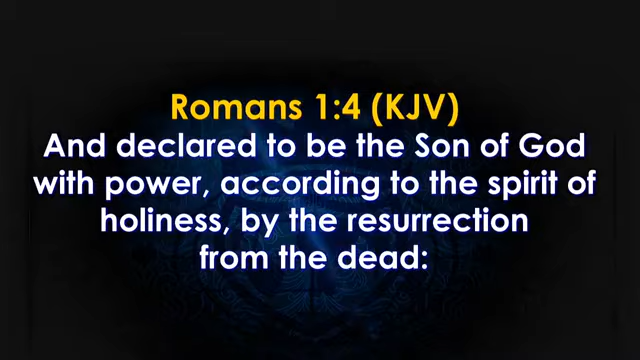 Romans 1:4 (KJV)
And declared to be the Son of God
with power, according to the spirit of
holiness, by the resurrection
from the dead: